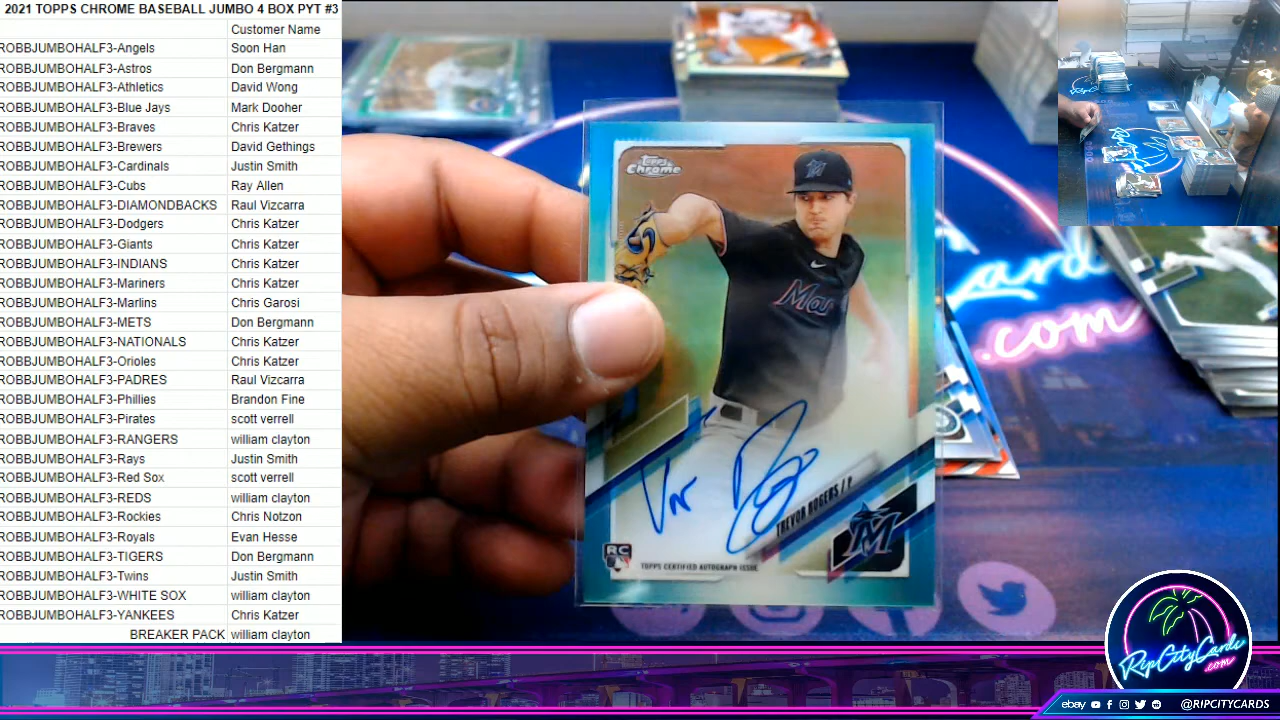 2021 TOPPS CHROME BASEBALL JUMBO 4 BOX PYT #3
Customer Name
ROBBJUMBOHALF3-Angels Soon Han
ROBBJUMBOHALF3-Astros Don Bergmann
ROBBJUMBOHALF3-Athletics David Wong
ROBBJUMBOHALF3-Blue Jays Mark Dooher
ROBBJUMBOHALF3-Braves Chris Katzer
ROBBJUMBOHALF3-Brewers David Gethings
ROBBJUMBOHALF3-Cardinals Justin Smith
ROBBJUMBOHALF3-Cubs Ray Allen
ROBBJUMBOHALF3-DIAMONDBACKS Raul Vizcarra
ROBBJUMBOHALF3-Dodgers Chris Katzer
ROBBJUMBOHALF3-Giants Chris Katzer
ROBBJUMBOHALF3-INDIANS Chris Katzer
ROBBJUMBOHALF3-Mariners Chris Katzer
ROBBJUMBOHALF3-Marlins Chris Garosi
ROBBJUMBOHALF3-METS Don Bergmann
ROBBJUMBOHALF3-NATIONALS Chris Katzer
ROBBJUMBOHALF3-Orioles Chris Katzer
ROBBJUMBOHALF3-PADRES Raul Vizcarra
ROBBJUMBOHALF3-Phillies Brandon Fine
ROBBJUMBOHALF3-Pirates scott verrell
ROBBJUMBOHALF3-RANGERS william clayton
ROBBJUMBOHALF3-Rays Justin Smith
ROBBJUMBOHALF3-Red Sox scott verrell
ROBBJUMBOHALF3-REDS william clayton
ROBBJUMBOHALF3-Rockies Chris Notzon
ROBBJUMBOHALF3-Royals Evan Hesse
ROBBJUMBOHALF3-TIGERS Don Bergmann
ROBBJUMBOHALF3-Twins Justin Smith
ROBBJUMBOHALF3-WHITE SOX william clayton
ROBBJUMBOHALF3-YANKEES Chris Katzer
BREAKER PACK william clayton
Topps
Chrome
Mar
TREVOR ROGERS / P
RC
M
TOPPS CERTIFIED AUTOGRAPH ISSUE
Cards
.com
RipCityCards
.com
ebay
@RIPCITYCARDS